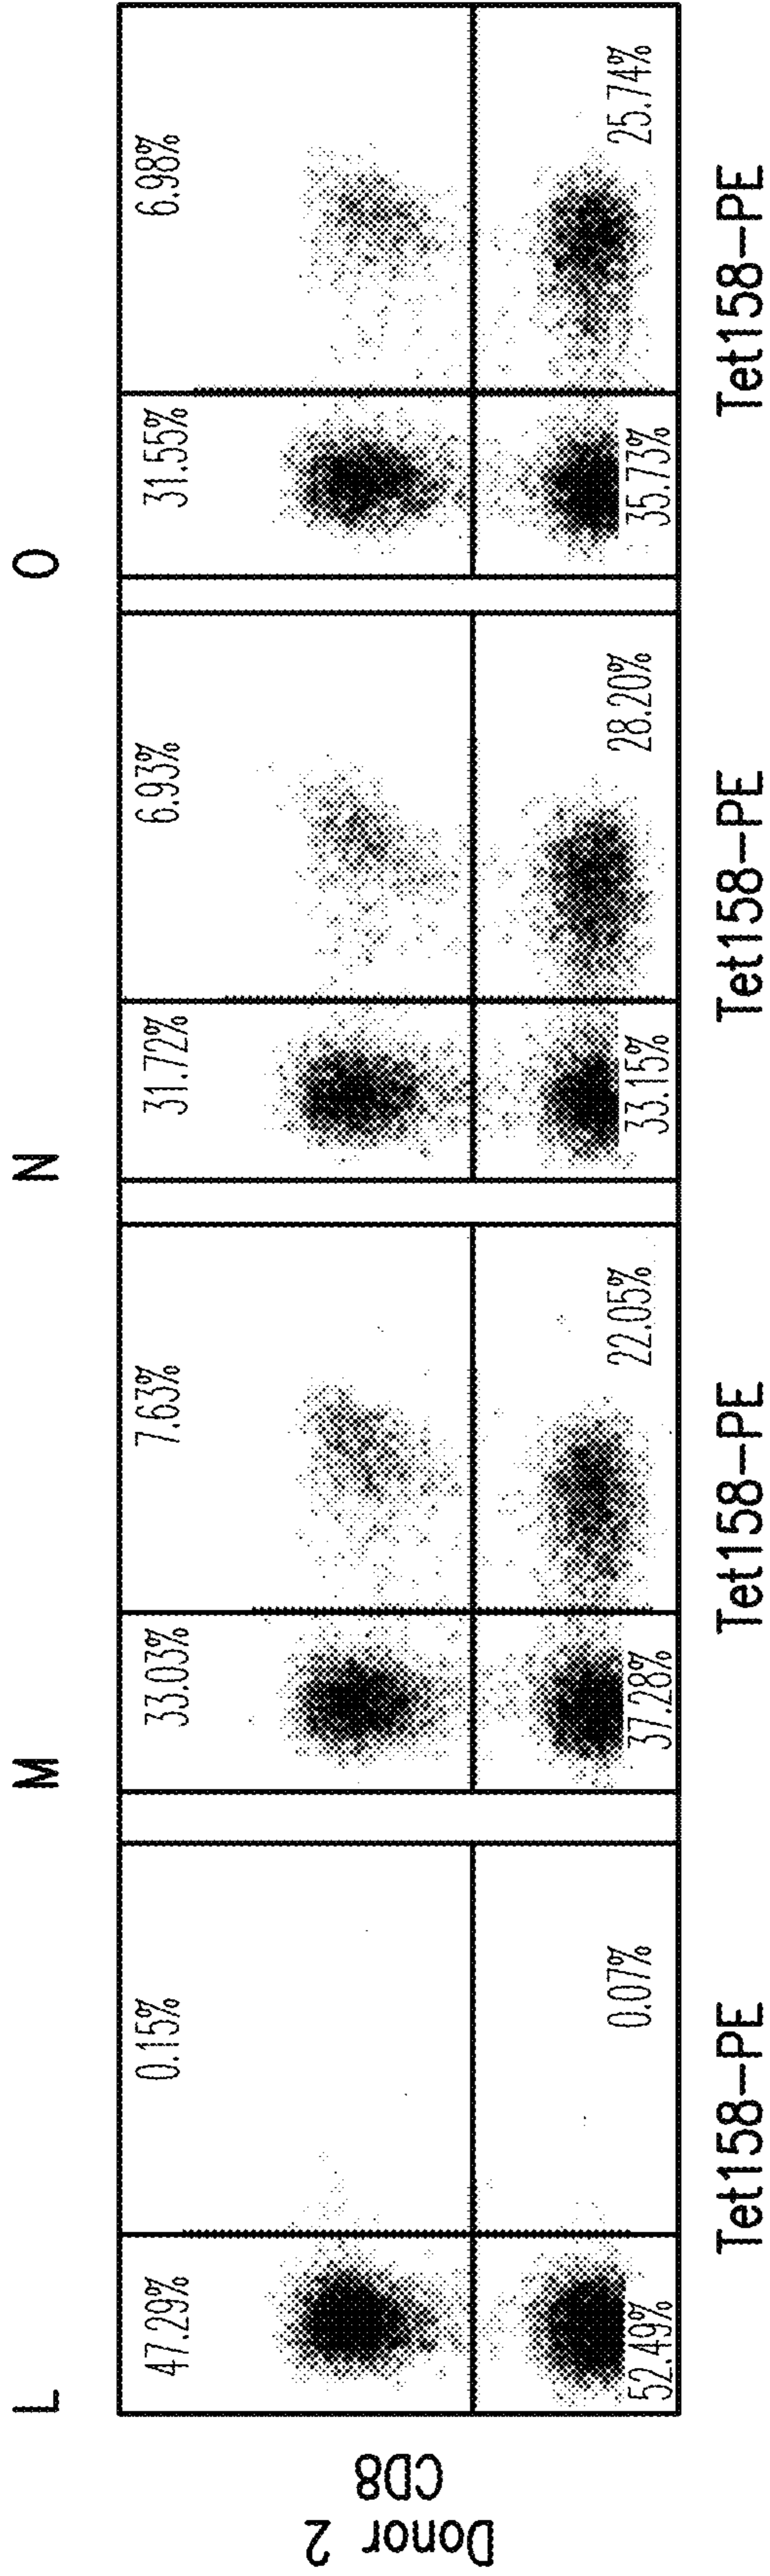 L
M
N
O
Donor 2
CD8
47.29%
0.15%
52.49%
0.07%
33.03%
7.63%
37.28%
22.05%
31.72%
6.93%
33.15%
28.20%
31.55%
6.98%
35.73%
25.74%
Tet158-PE
Tet158-PE
Tet158-PE
Tet158-PE